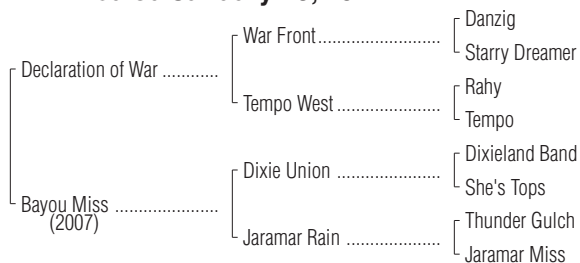 Danzig
War Front
Starry Dreamer
Declaration of War
Rahy
Tempo West
Tempo
Dixieland Band
Dixie Union
She's Tops
Bayou Miss
(2007)
Thunder Gulch
Jaramar Rain
Jaramar Miss